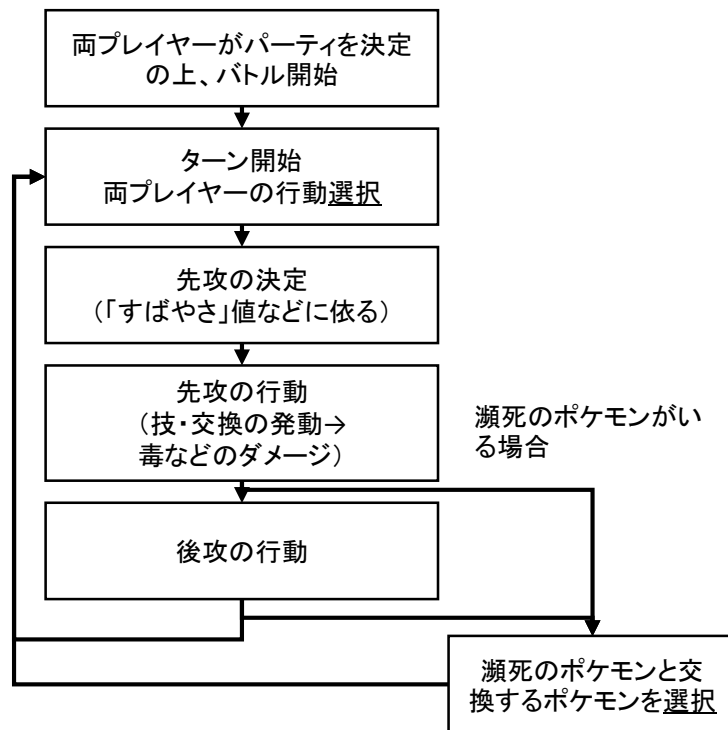 両プレイヤーがパーティを決定
の上、バトル開始
ターン開始
両プレイヤーの行動選択
先攻の決定
(「すばやさ」値などに依る)
先攻の行動
(技・交換の発動→
毒などのダメージ)
瀕死のポケモンがい
る場合
後攻の行動
瀕死のポケモンと交
換するポケモンを選択